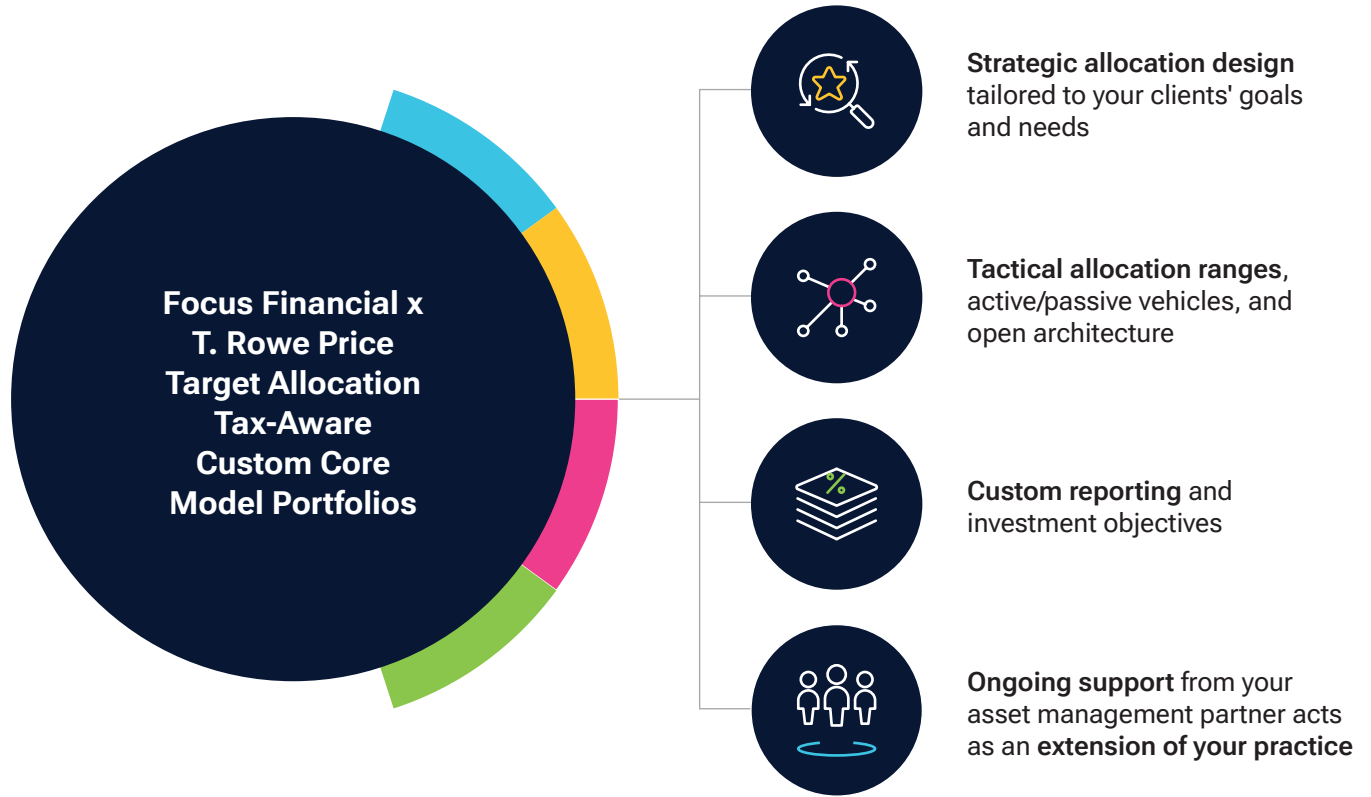 Focus Financial x
T. Rowe Price
Target Allocation
Tax-Aware
Custom Core
Model Portfolios
Strategic allocation design
tailored to your clients' goals
and needs
Tactical allocation ranges,
active/passive vehicles, and
open architecture
Custom reporting and
investment objectives
Ongoing support from your
asset management partner acts
as an extension of your practice